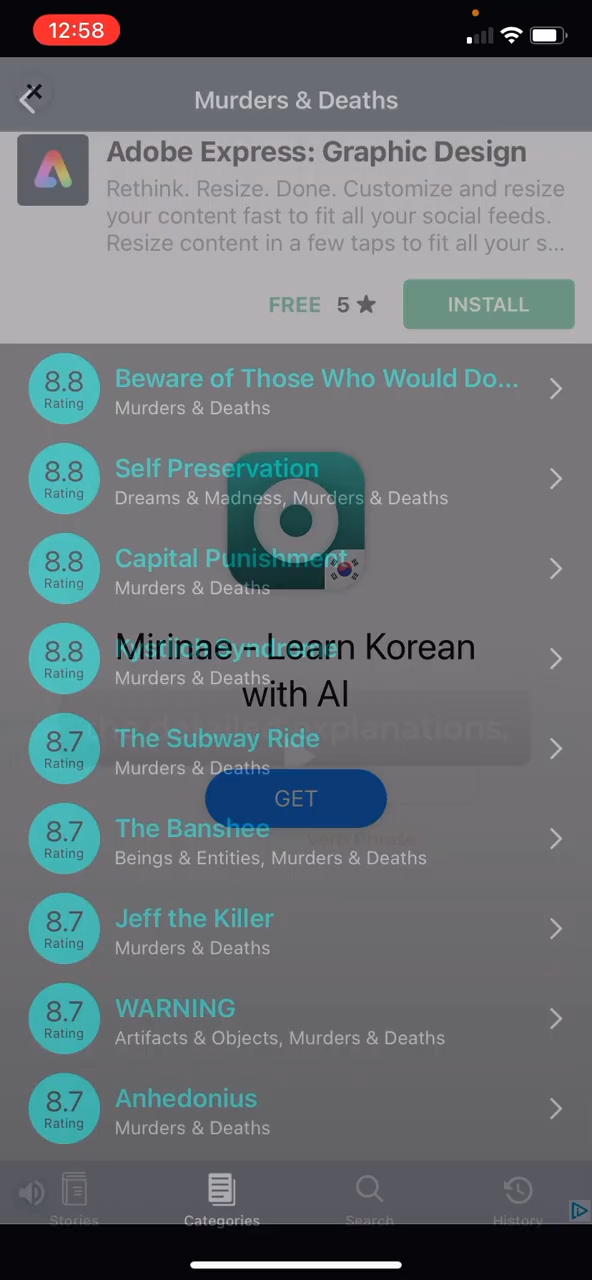 12:58
Murders & Deaths
Adobe Express: Graphic Design
Rethink. Resize. Done. Customize and resize
your content fast to fit all your social feeds.
Resize content in a few taps to fit all your s...
FREE 5★
INSTALL
8.8
Rating
Beware of Those Who Would Do...
Murders & Deaths
8.8
Rating
Self Preservation
Dreams & Madness, Murders & Deaths
8.8
Rating
Capital Punishment
Murders & Deaths
8.8
Rating
Syndrome
Murders & Deaths
Mirinae - Learn Korean
with AI
explanations,
8.7
Rating
The Subway Ride
Murders & Deaths
GET
8.7
Rating
The Banshee
Verb Phrase
Beings & Entities, Murders & Deaths
8.7
Rating
Jeff the Killer
Murders & Deaths
8.7
Rating
WARNING
Artifacts & Objects, Murders & Deaths
8.7
Rating
Anhedonius
Murders & Deaths
Stories
Categories
Search
History